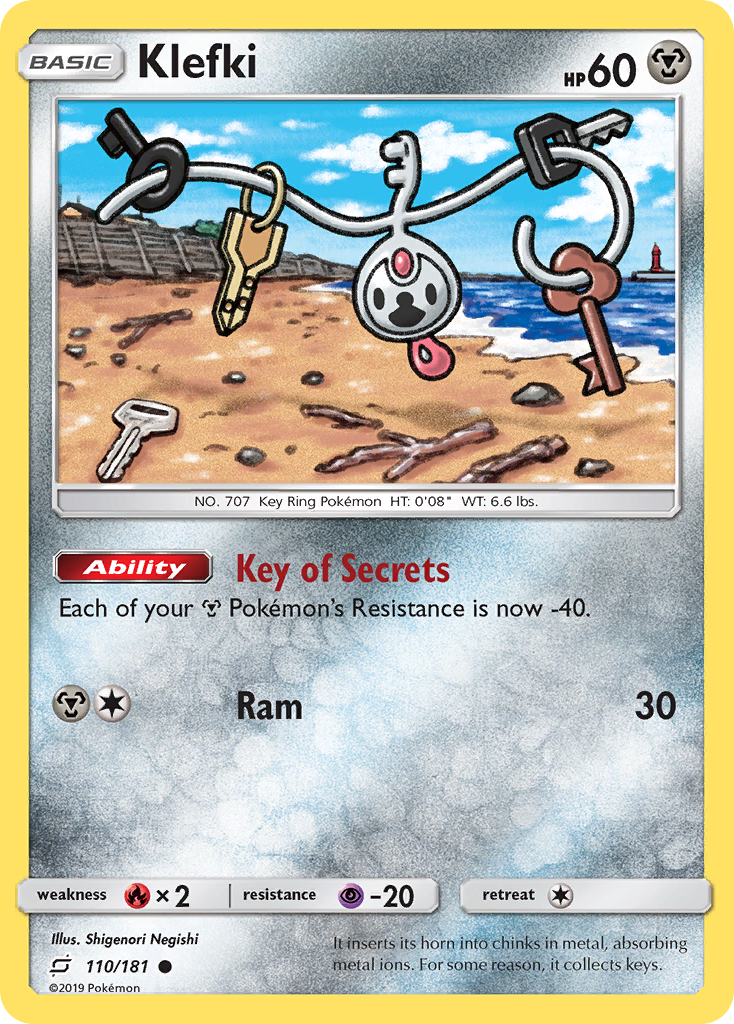 BASIC Klefki HP60
NO. 707 Key Ring Pokémon HT: 0'08" WT: 6.6 lbs.
Ability Key of Secrets
Each of your Pokémon's Resistance is now -40.
Ram 30
weakness ×2 resistance -20 retreat
Illus. Shigenori Negishi
110/181
©2019 Pokémon
It inserts its horn into chinks in metal, absorbing
metal ions. For some reason, it collects keys.